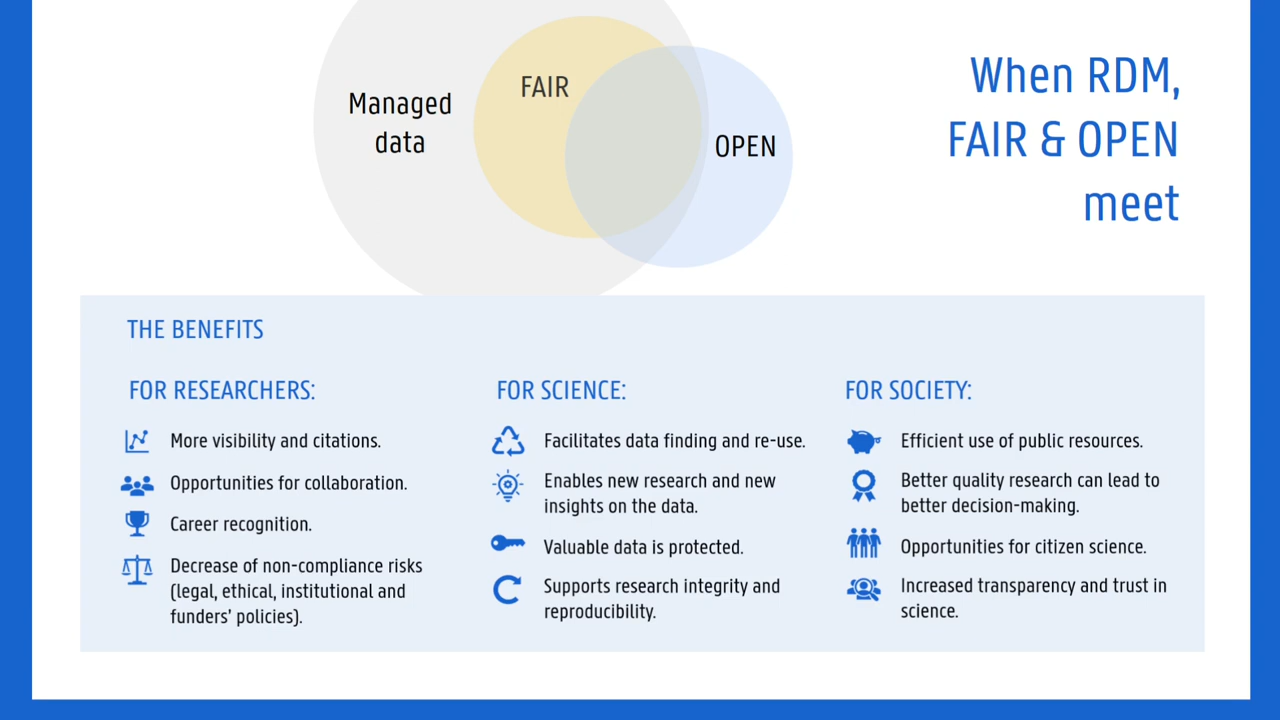 Managed
data
FAIR
OPEN
When RDM,
FAIR & OPEN
meet
THE BENEFITS
FOR RESEARCHERS:
More visibility and citations.
Opportunities for collaboration.
Career recognition.
Decrease of non-compliance risks
(legal, ethical, institutional and
funders’ policies).
FOR SCIENCE:
Facilitates data finding and re-use.
Enables new research and new
insights on the data.
Valuable data is protected.
Supports research integrity and
reproducibility.
FOR SOCIETY:
Efficient use of public resources.
Better quality research can lead to
better decision-making.
Opportunities for citizen science.
Increased transparency and trust in
science.